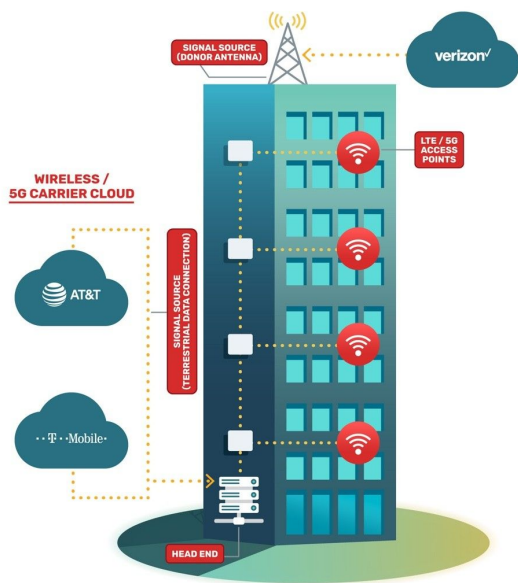 SIGNAL SOURCE
(DONOR ANTENNA)
verizon✓
LTE / 5G
ACCESS
POINTS
WIRELESS /
5G CARRIER CLOUD
AT&T
SIGNAL SOURCE
(TERRESTRIAL DATA CONNECTION)
··T··Mobile·
HEAD END